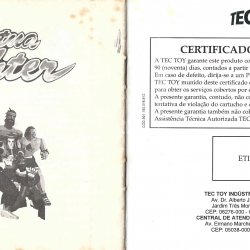 TEC TOY
CERTIFICADO
A TEC TOY garante este produto co
90 (noventa) dias, contados a partir
Em caso de defeito, dirija-se a um P
TOY munido deste certificado
para obter os serviços cobertos por e
A presente garantia, contudo, não
tentativa de violação do cartucho e
A presente garantia também não
Assistência Técnica Autorizada TEC
ETI
TEC TOY INDÚSTR
Av. Dr. Alberto J
Jardim Três Mor
CEP: 06276-000 -
CENTRAL DE ATEND
Av. Ermano March
CEP: 05038-000